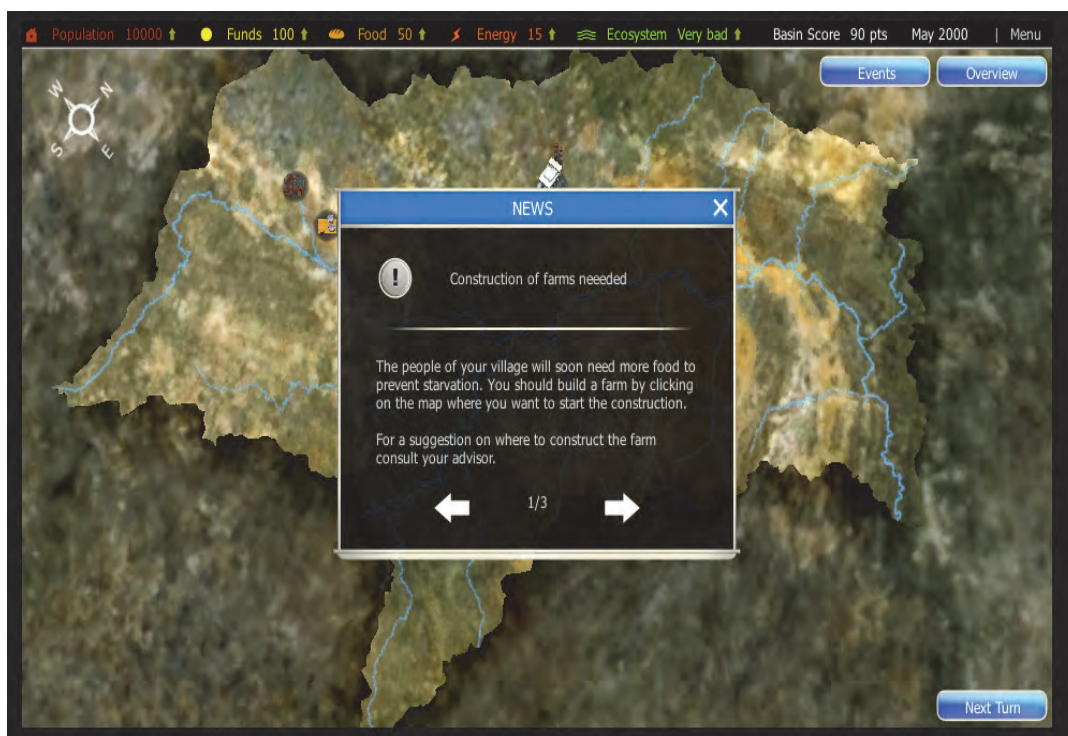 Population 10000 Funds 100 Food 50 Energy 15 Ecosystem Very bad Basin Score 90 pts May 2000 | Menu
Events Overview
W N
S E
NEWS X
! Construction of farms neeeded
The people of your village will soon need more food to
prevent starvation. You should build a farm by clicking
on the map where you want to start the construction.
For a suggestion on where to construct the farm
consult your advisor.
1/3
Next Turn